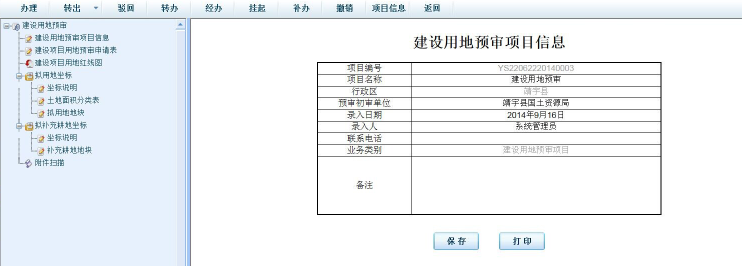 办理 转出 驳回 转办 经办 挂起 补办 撤销 项目信息 返回
建设用地预审
建设用地预审项目信息
建设项目用地预审申请表
建设项目用地红线图
拟用地坐标
坐标说明
土地面积分类表
拟用地地块
拟补充耕地坐标
坐标说明
补充耕地地块
附件扫描
建设用地预审项目信息
项目编号 YS22062220140003
项目名称 建设用地预审
行政区 靖宇县
预审初审单位 靖宇县国土资源局
录入日期 2014年9月16日
录入人 系统管理员
联系电话
业务类别 建设用地预审项目
备注
保存 打印